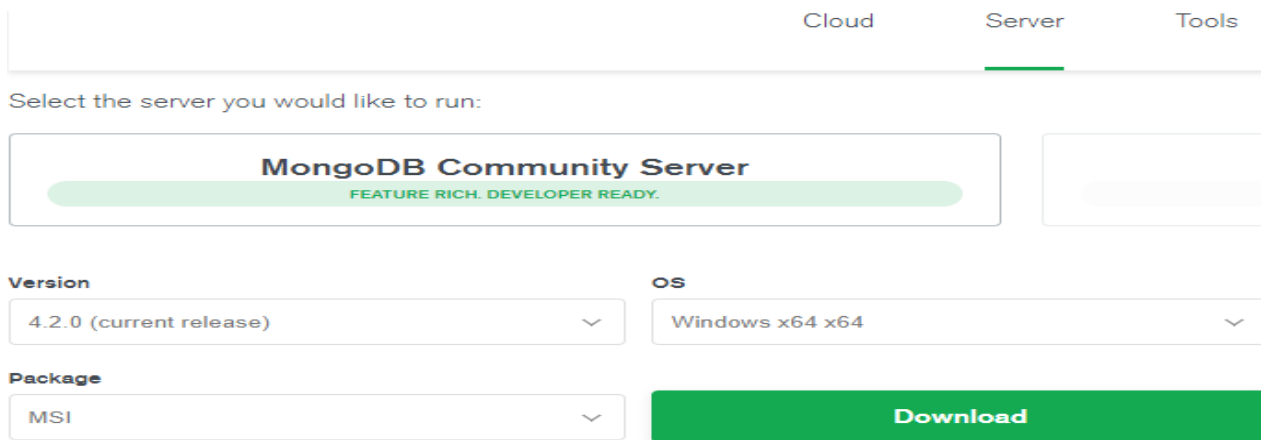 Cloud Server Tools
Select the server you would like to run:
MongoDB Community Server
FEATURE RICH. DEVELOPER READY.
Version OS
4.2.0 (current release) Windows x64 x64
Package
MSI Download